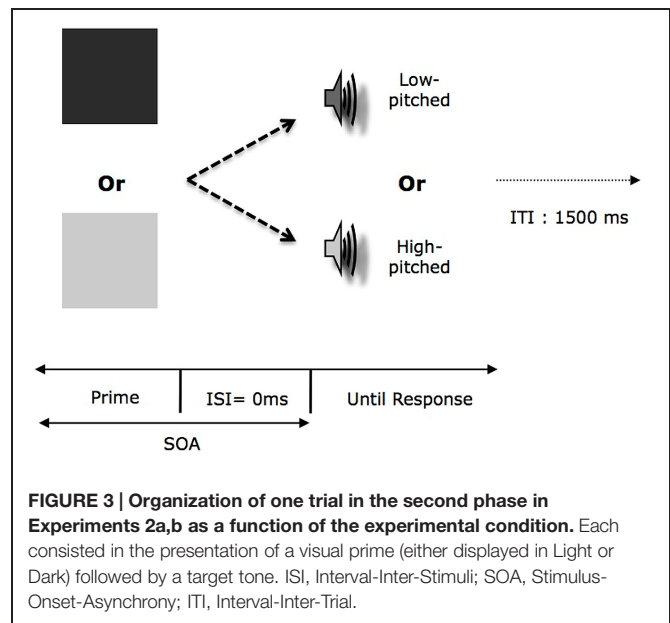 Low-
pitched
Or
Or
ITI : 1500 ms
High-
pitched
Prime
ISI= 0ms
Until Response
SOA
FIGURE 3 | Organization of one trial in the second phase in
Experiments 2a,b as a function of the experimental condition. Each
consisted in the presentation of a visual prime (either displayed in Light or
Dark) followed by a target tone. ISI, Interval-Inter-Stimuli; SOA, Stimulus-
Onset-Asynchrony; ITI, Interval-Inter-Trial.